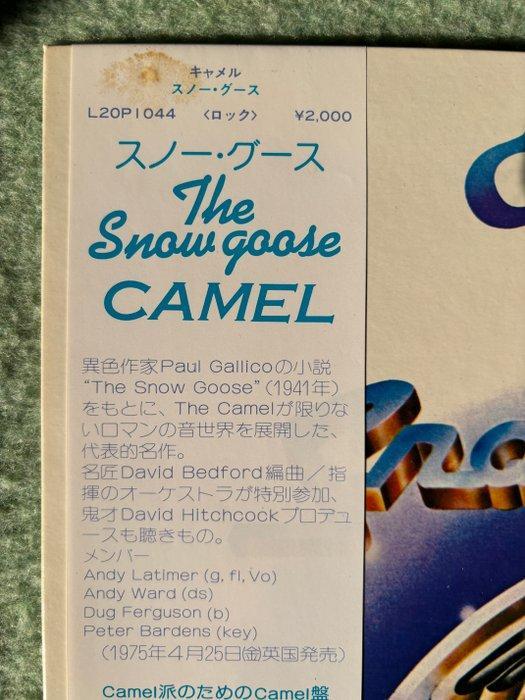 キャメル
スノー・グース
L20P1044 〈ロック〉 ¥2,000
スノー・グース
The
Snow goose
CAMEL
異色作家Paul Gallicoの小説
“The Snow Goose”(1941年)
をもとに、The Camelが限りな
いロマンの音世界を展開した、
代表的名作。
名匠David Bedford編曲／指
揮のオーケストラが特別参加、
鬼才David Hitchcockプロデュ
ースも聴きもの。
メンバー
Andy Latimer (g, fl, Vo)
Andy Ward (ds)
Dug Ferguson (b)
Peter Bardens (key)
(1975年4月25日(金)英国発売)
Camel派のためのCamel盤